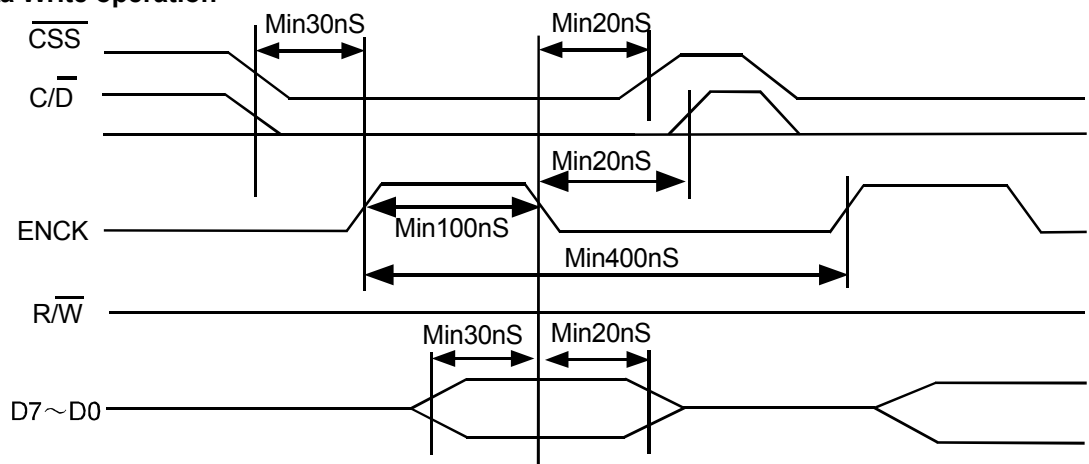 a Write operation
Min30nS
Min20nS
CSS
C/D
Min20nS
ENCK
Min100nS
Min400nS
R/W
Min30nS
Min20nS
D7～D0